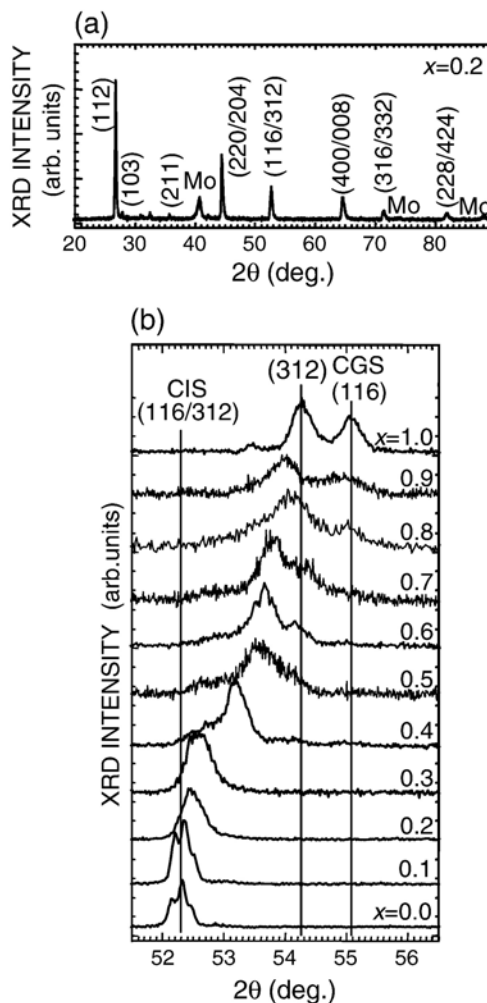 (a)
XRD INTENSITY
(arb. units)
x=0.2
(112)
(103)
(211)
Mo
(220/204)
(116/312)
(400/008)
(316/332)
Mo
(228/424)
Mo
20 30 40 50 60 70 80
2θ (deg.)
(b)
XRD INTENSITY (arb.units)
CIS
(116/312)
(312)
CGS
(116)
x=1.0
0.9
0.8
0.7
0.6
0.5
0.4
0.3
0.2
0.1
x=0.0
52 53 54 55 56
2θ (deg.)